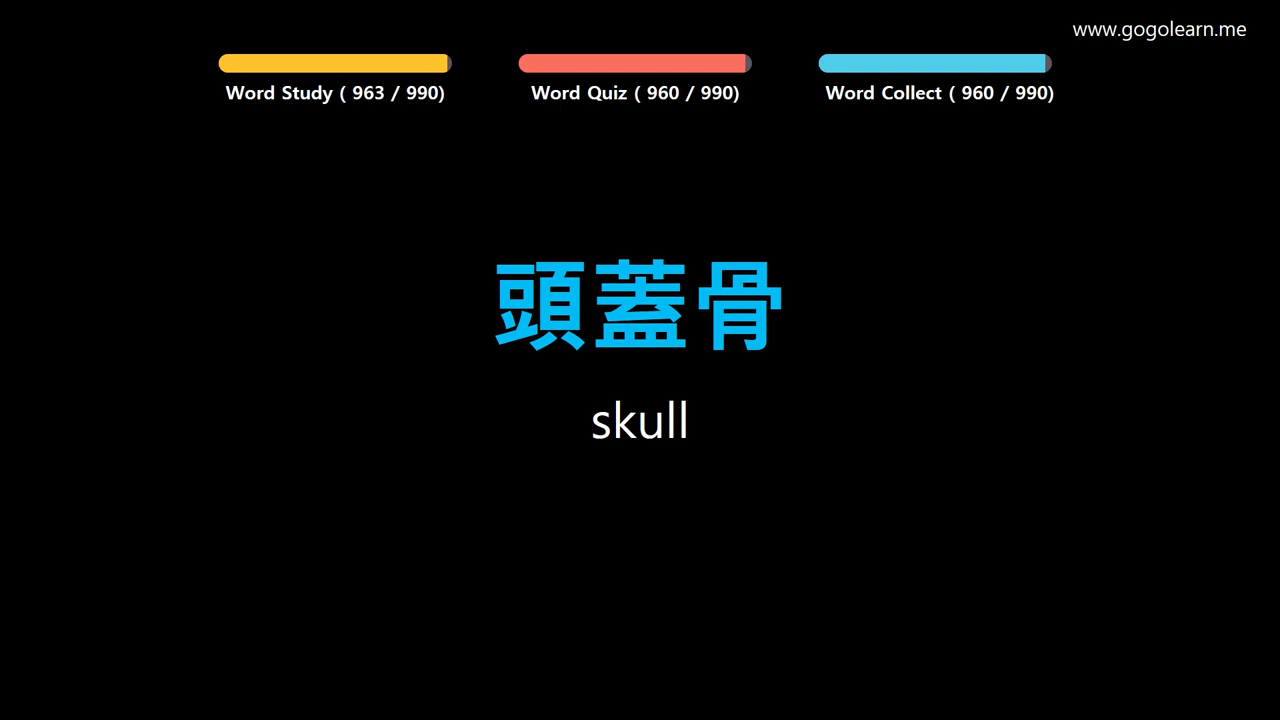 www.gogolearn.me
Word Study ( 963 / 990)
Word Quiz ( 960 / 990)
Word Collect ( 960 / 990)
頭蓋骨
skull